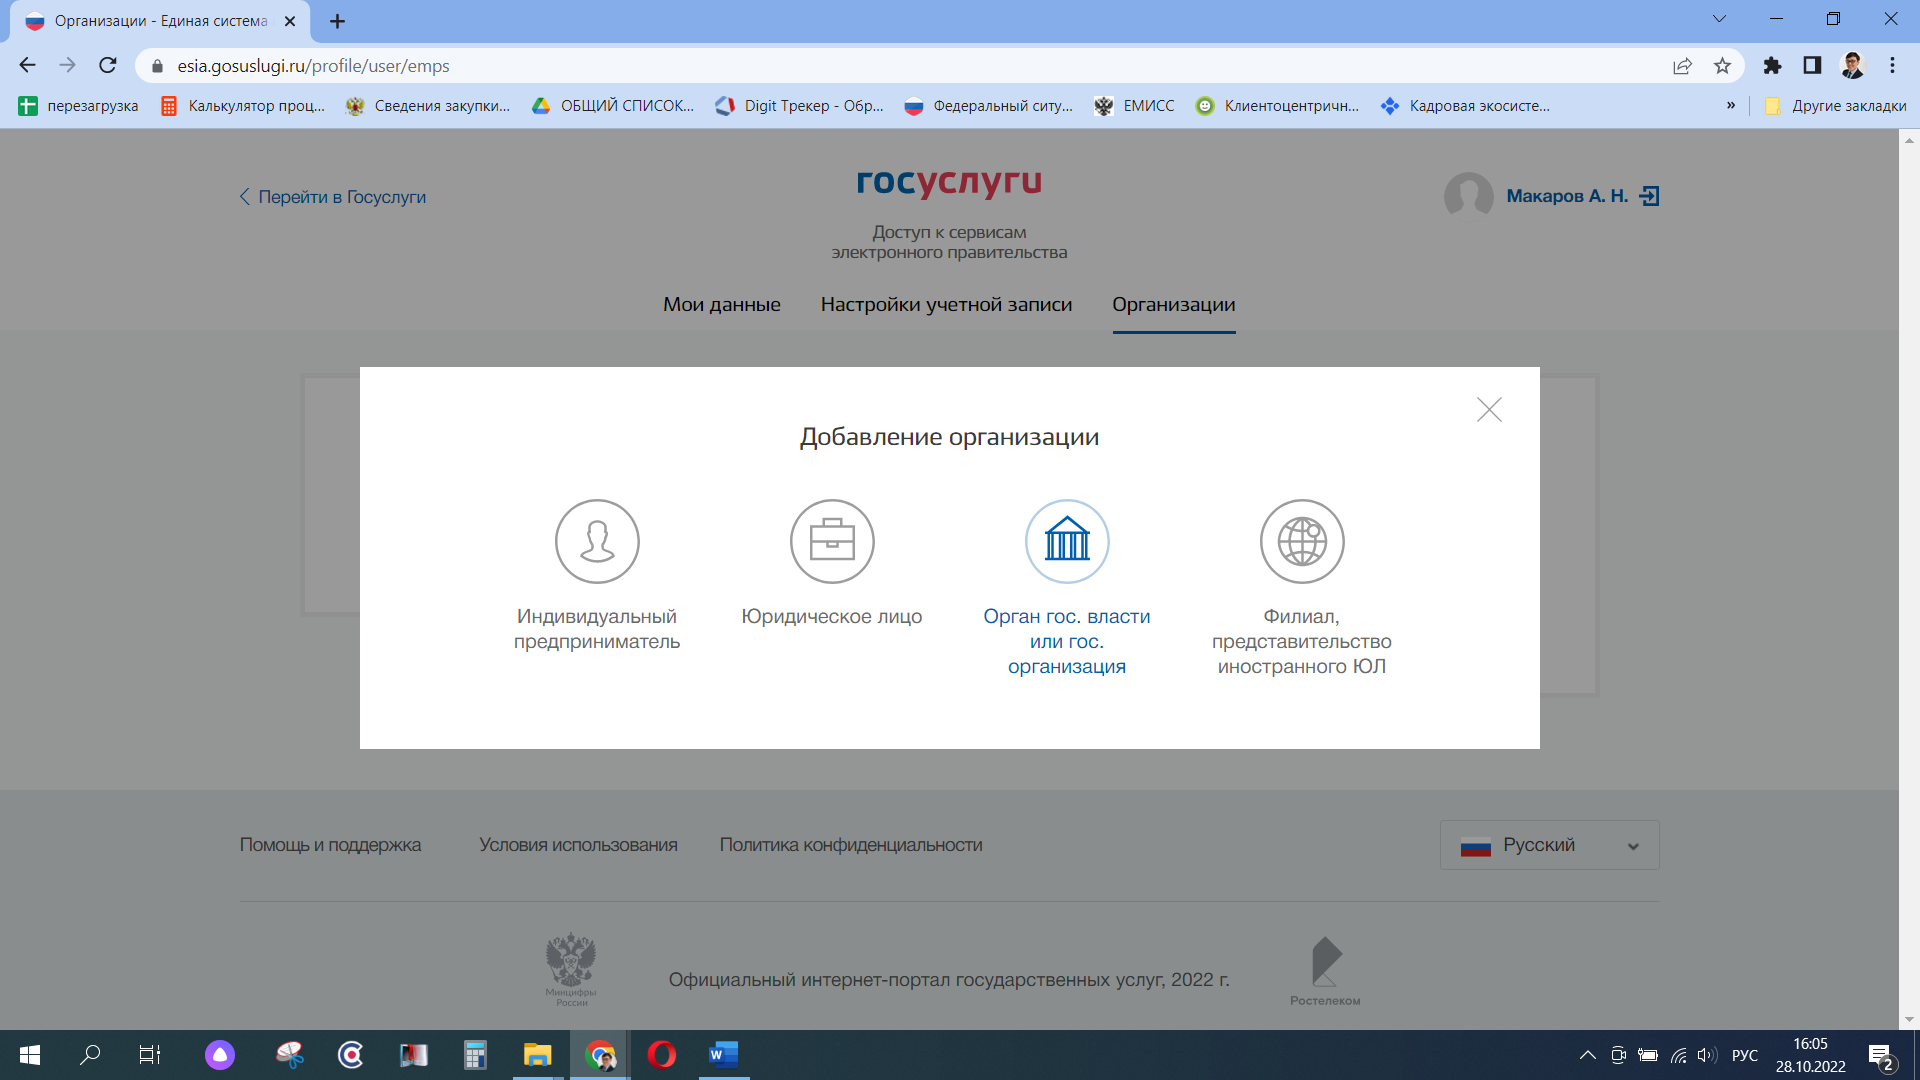 Организации - Единая система
esia.gosuslugi.ru/profile/user/emps
перезагрузка
Калькулятор проц...
Сведения закупки...
ОБЩИЙ СПИСОК...
Digit Трекер - Обр...
Федеральный ситу...
ЕМИСС
Клиентоцентричн...
Кадровая экосисте...
»
Другие закладки
Перейти в Госуслуги
госуслуги
Доступ к сервисам
электронного правительства
Макаров А. Н.
Мои данные
Настройки учетной записи
Организации
Добавление организации
Индивидуальный
предприниматель
Юридическое лицо
Орган гос. власти
или гос.
организация
Филиал,
представительство
иностранного ЮЛ
Помощь и поддержка
Условия использования
Политика конфиденциальности
Русский
Минцифры
России
Официальный интернет-портал государственных услуг, 2022 г.
Ростелеком
РУС
16:05
28.10.2022
2